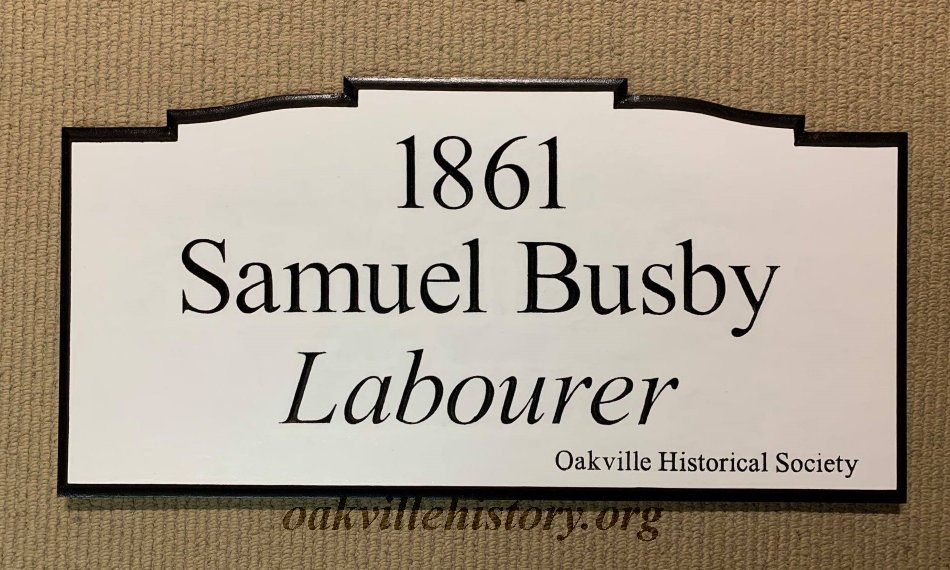 1861
Samuel Busby
Labourer
Oakville Historical Society
oakvillehistory.org